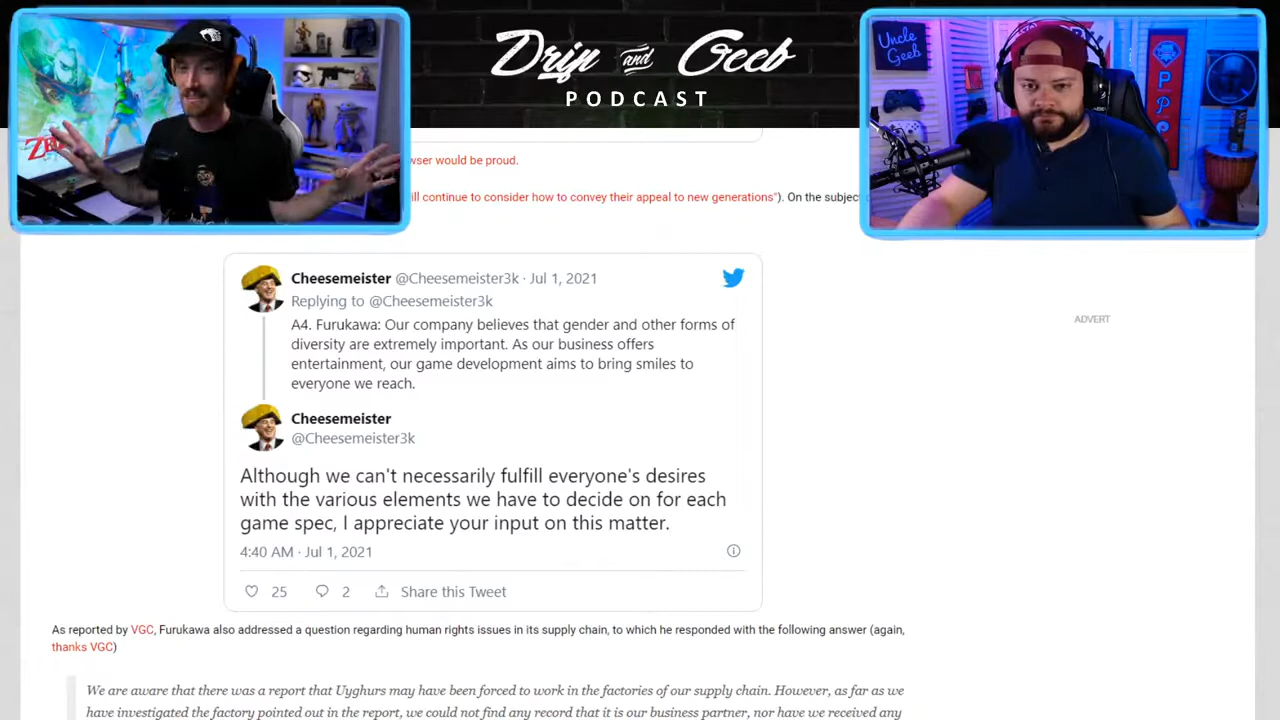 Drip and Geeb
PODCAST
Uncle
Geeb
P
P
P
ZE
wser would be proud.
ll continue to consider how to convey their appeal to new generations"). On the subject
Cheesemeister @Cheesemeister3k · Jul 1, 2021
Replying to @Cheesemeister3k
A4. Furukawa: Our company believes that gender and other forms of
diversity are extremely important. As our business offers
entertainment, our game development aims to bring smiles to
everyone we reach.
ADVERT
Cheesemeister
@Cheesemeister3k
Although we can't necessarily fulfill everyone's desires
with the various elements we have to decide on for each
game spec, I appreciate your input on this matter.
4:40 AM · Jul 1, 2021
25 2 Share this Tweet
As reported by VGC, Furukawa also addressed a question regarding human rights issues in its supply chain, to which he responded with the following answer (again,
thanks VGC)
We are aware that there was a report that Uyghurs may have been forced to work in the factories of our supply chain. However, as far as we
have investigated the factory pointed out in the report, we could not find any record that it is our business partner, nor have we received any